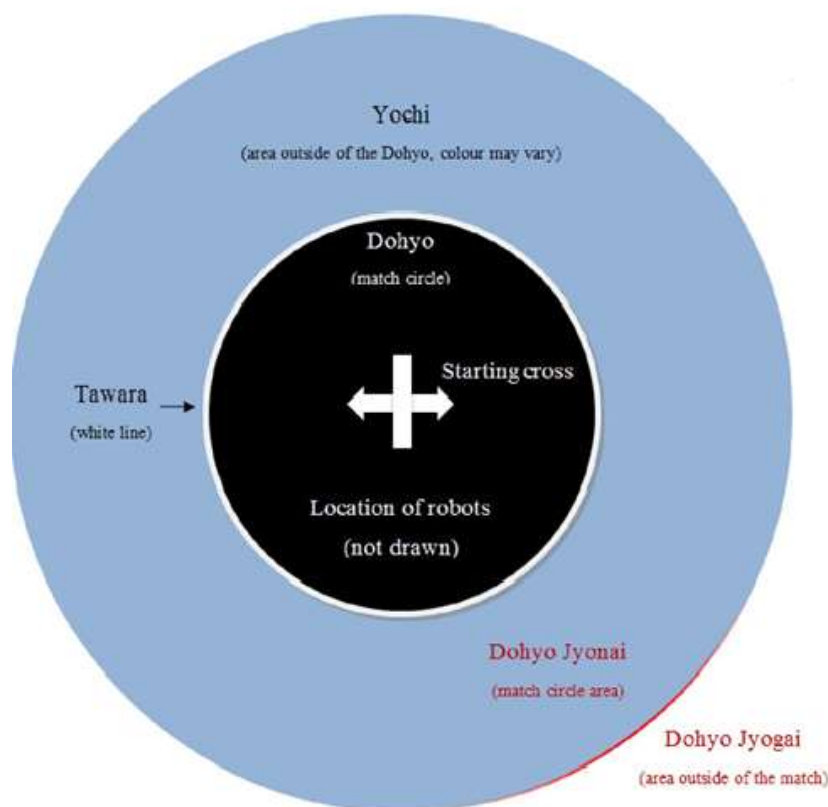 Yochi
(area outside of the Dohyo, colour may vary)
Dohyo
(match circle)
Starting cross
Tawara
(white line)
Location of robots
(not drawn)
Dohyo Jyonai
(match circle area)
Dohyo Jyogai
(area outside of the match)